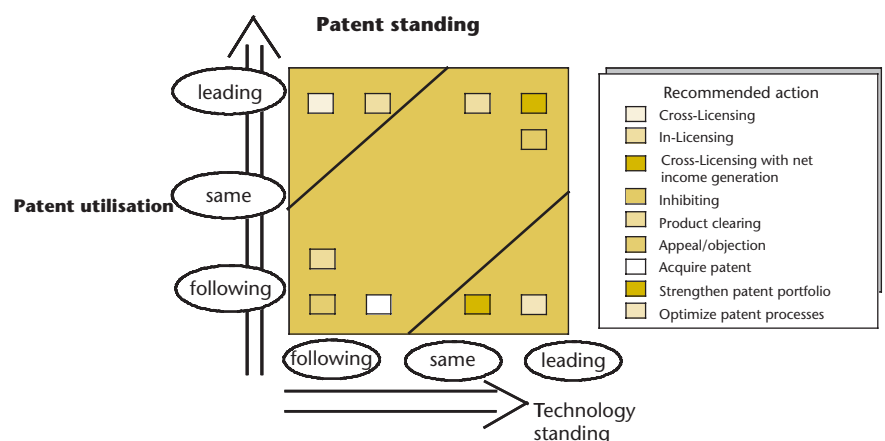 Patent standing
leading
same
Patent utilisation
following
following
same
leading
Technology
standing
Recommended action
Cross-Licensing
In-Licensing
Cross-Licensing with net
income generation
Inhibiting
Product clearing
Appeal/objection
Acquire patent
Strengthen patent portfolio
Optimize patent processes